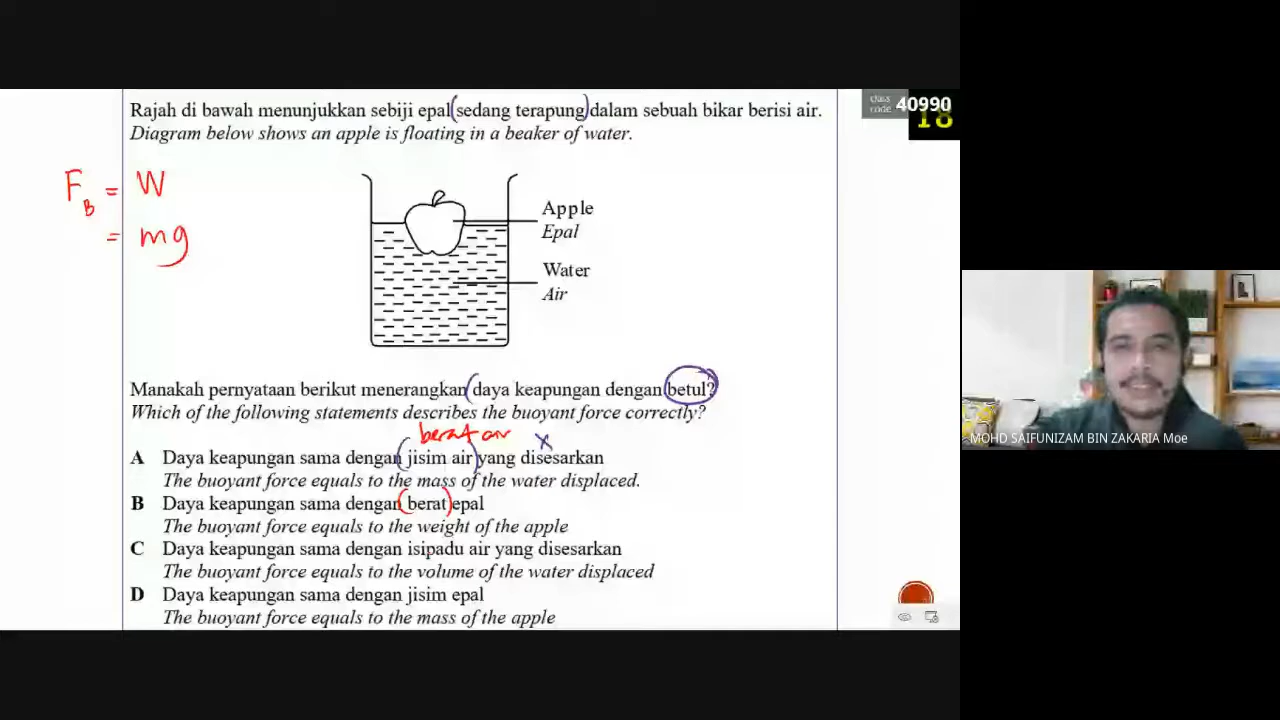 Rajah di bawah menunjukkan sebiji epal (sedang terapung) dalam sebuah bikar berisi air.
Diagram below shows an apple is floating in a beaker of water.
class code 40990
18
F_B = W
= mg
Apple
Epal
Water
Air
Manakah pernyataan berikut menerangkan (daya keapungan dengan betul?
Which of the following statements describes the buoyant force correctly?
berat air x
A Daya keapungan sama dengan (jisim air) yang disesarkan
The buoyant force equals to the mass of the water displaced.
B Daya keapungan sama dengan (berat) epal
The buoyant force equals to the weight of the apple
C Daya keapungan sama dengan isipadu air yang disesarkan
The buoyant force equals to the volume of the water displaced
D Daya keapungan sama dengan jisim epal
The buoyant force equals to the mass of the apple
MOHD SAIFUNIZAM BIN ZAKARIA Moe